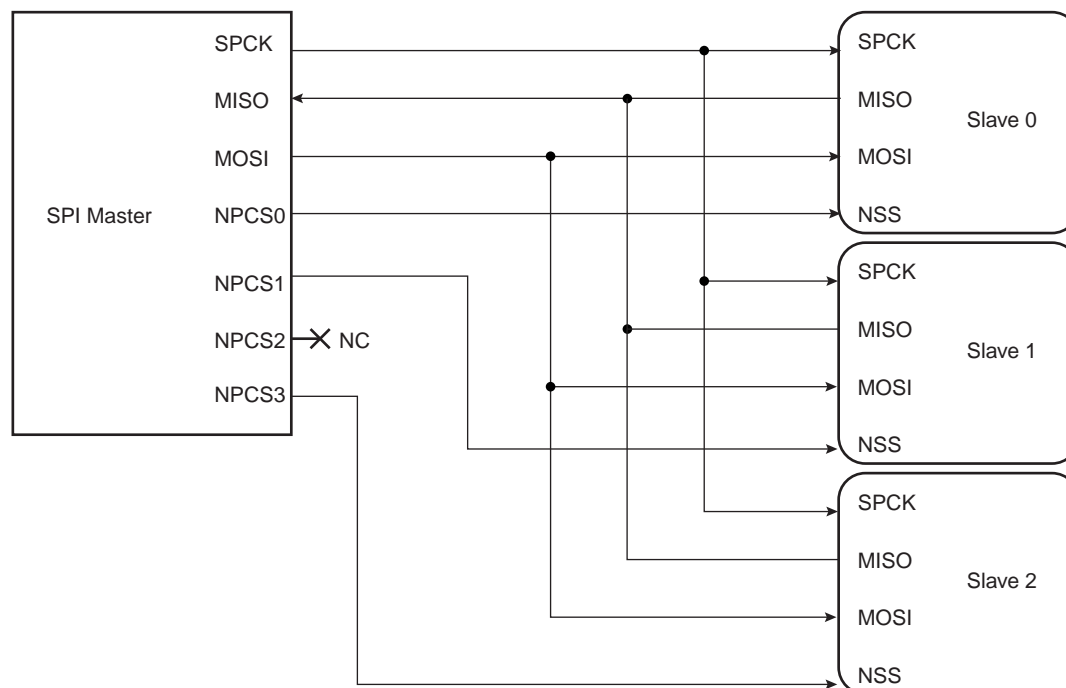 SPI Master
SPCK
MISO
MOSI
NPCS0
NPCS1
NPCS2
NC
NPCS3
SPCK
MISO
Slave 0
MOSI
NSS
SPCK
MISO
Slave 1
MOSI
NSS
SPCK
MISO
Slave 2
MOSI
NSS